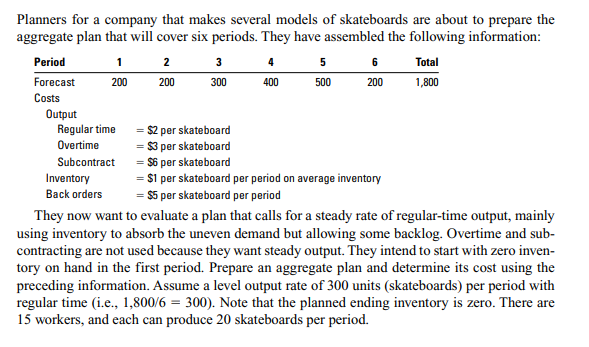 Planners for a company that makes several models of skateboards are about to prepare the
aggregate plan that will cover six periods. They have assembled the following information:
Period 1 2 3 4 5 6 Total
Forecast 200 200 300 400 500 200 1,800
Costs
Output
Regular time = $2 per skateboard
Overtime = $3 per skateboard
Subcontract = $6 per skateboard
Inventory = $1 per skateboard per period on average inventory
Back orders = $5 per skateboard per period
They now want to evaluate a plan that calls for a steady rate of regular-time output, mainly
using inventory to absorb the uneven demand but allowing some backlog. Overtime and sub-
contracting are not used because they want steady output. They intend to start with zero inven-
tory on hand in the first period. Prepare an aggregate plan and determine its cost using the
preceding information. Assume a level output rate of 300 units (skateboards) per period with
regular time (i.e., 1,800/6 = 300). Note that the planned ending inventory is zero. There are
15 workers, and each can produce 20 skateboards per period.